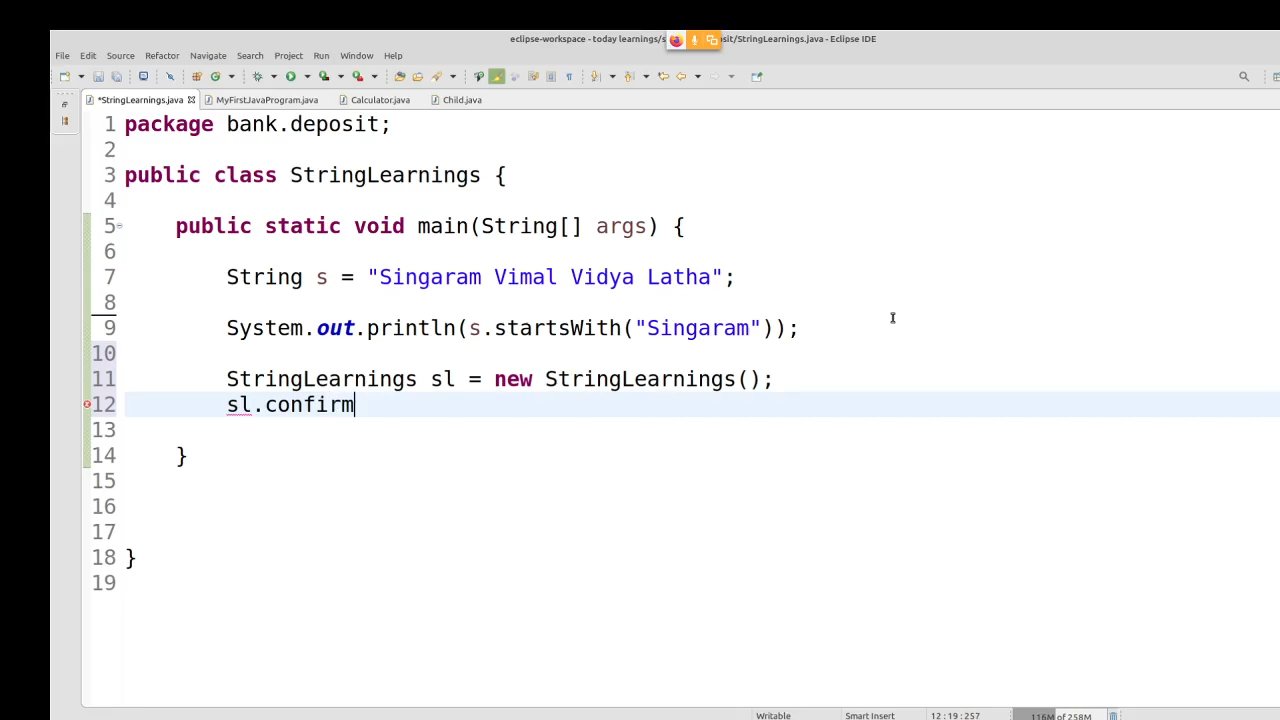 eclipse-workspace - today learnings/s sit/StringLearnings.java - Eclipse IDE
File Edit Source Refactor Navigate Search Project Run Window Help
*StringLearnings.java MyFirstJavaProgram.java Calculator.java Child.java
1 package bank.deposit;
2
3 public class StringLearnings {
4
5 public static void main(String[] args) {
6
7 String s = "Singaram Vimal Vidya Latha";
8
9 System.out.println(s.startsWith("Singaram"));
10
11 StringLearnings sl = new StringLearnings();
12 sl.confirm
13
14 }
15
16
17
18 }
19
Writable Smart Insert 12 : 19 : 257 116M of 258M